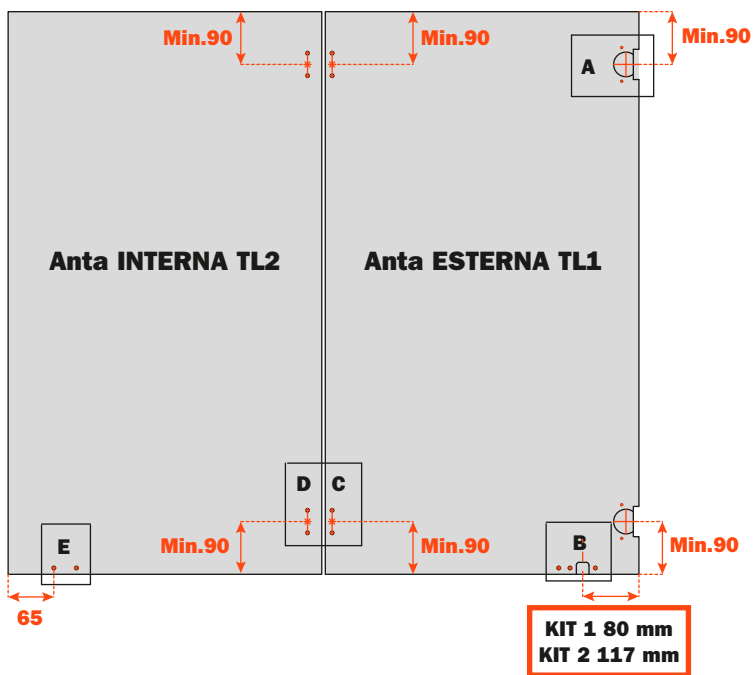 Min.90
Min.90
Min.90
A
Anta INTERNA TL2
Anta ESTERNA TL1
D
C
E
B
Min.90
Min.90
Min.90
65
KIT 1 80 mm
KIT 2 117 mm